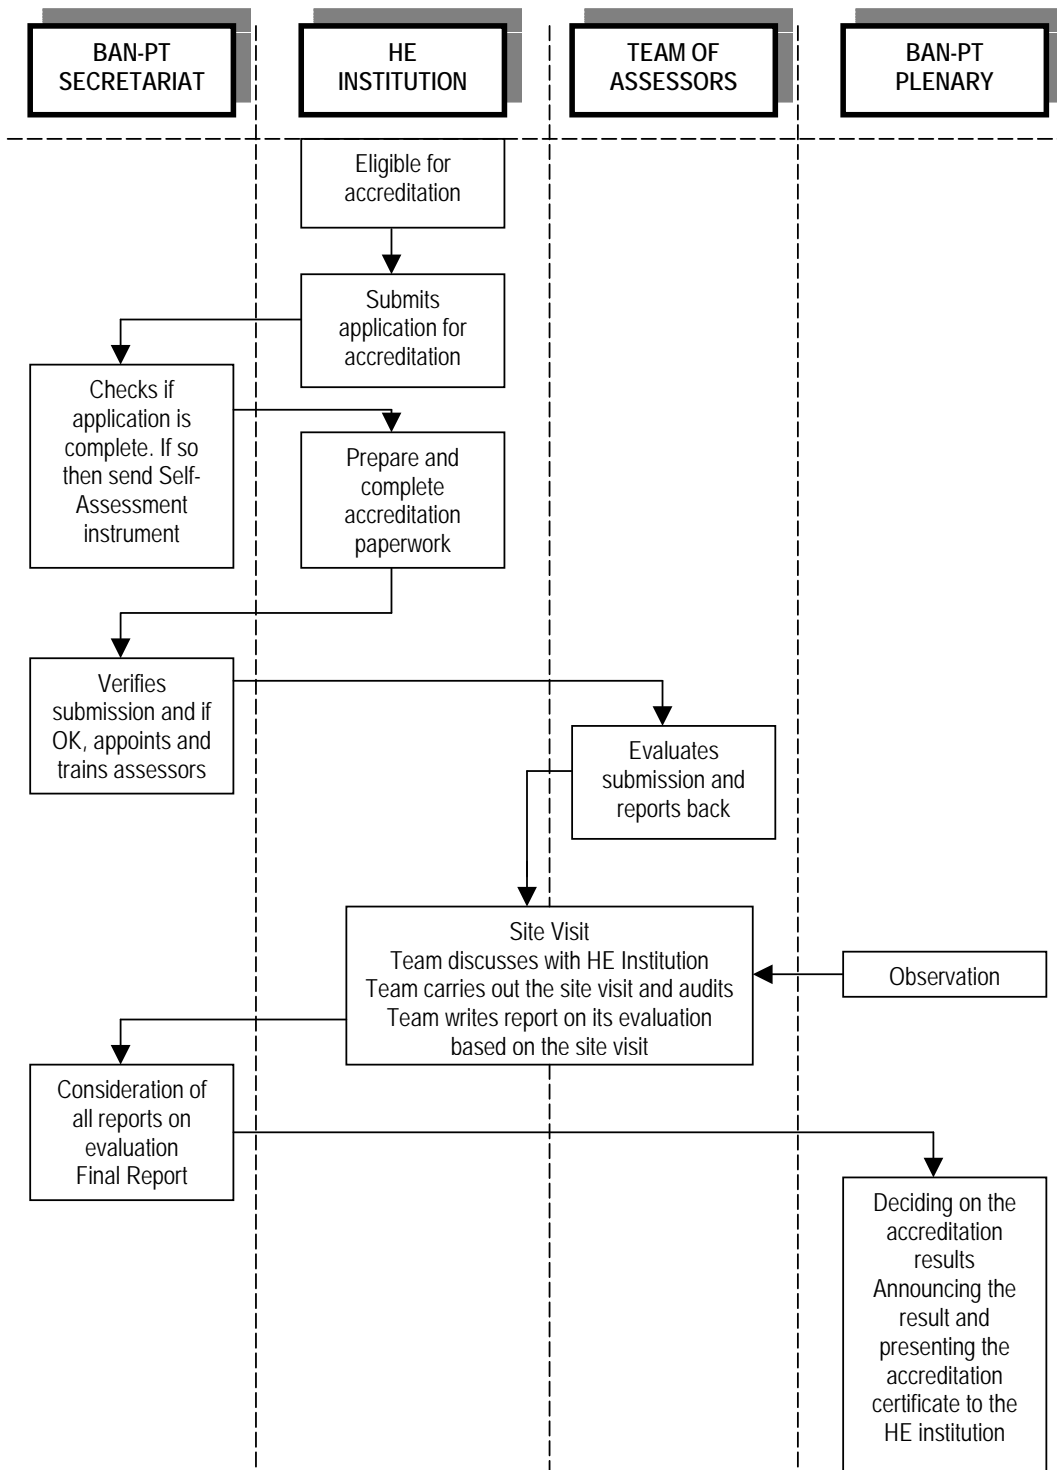 BAN-PT
SECRETARIAT
HE
INSTITUTION
TEAM OF
ASSESSORS
BAN-PT
PLENARY
Eligible for
accreditation
Submits
application for
accreditation
Checks if
application is
complete. If so
then send Self-
Assessment
instrument
Prepare and
complete
accreditation
paperwork
Verifies
submission and if
OK, appoints and
trains assessors
Evaluates
submission and
reports back
Site Visit
Team discusses with HE Institution
Team carries out the site visit and audits
Team writes report on its evaluation
based on the site visit
Observation
Consideration of
all reports on
evaluation
Final Report
Deciding on the
accreditation
results
Announcing the
result and
presenting the
accreditation
certificate to the
HE institution